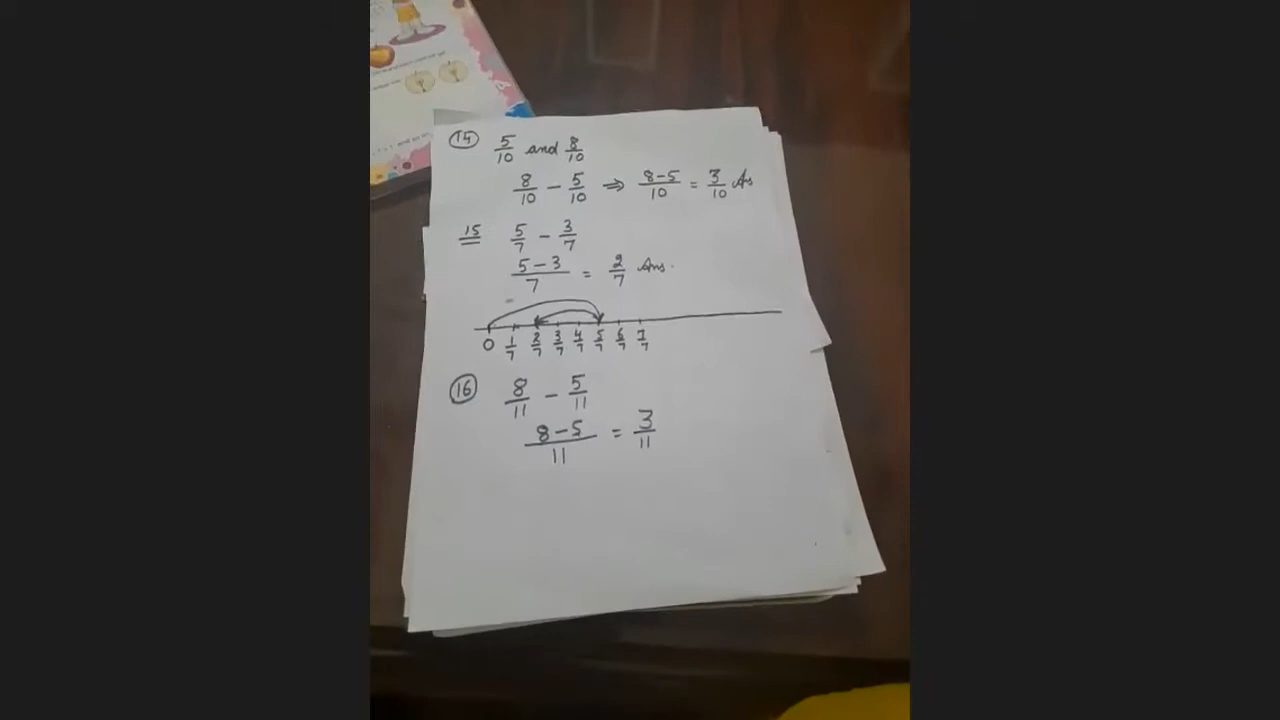 14 5/10 and 8/10
8/10 - 5/10 ⇒ 8-5/10 = 3/10 As
15 5/7 - 3/7
5-3/7 = 2/7 Ans.
0 1/7 2/7 3/7 4/7 5/7 6/7 7/7
16 8/11 - 5/11
8-5/11 = 3/11